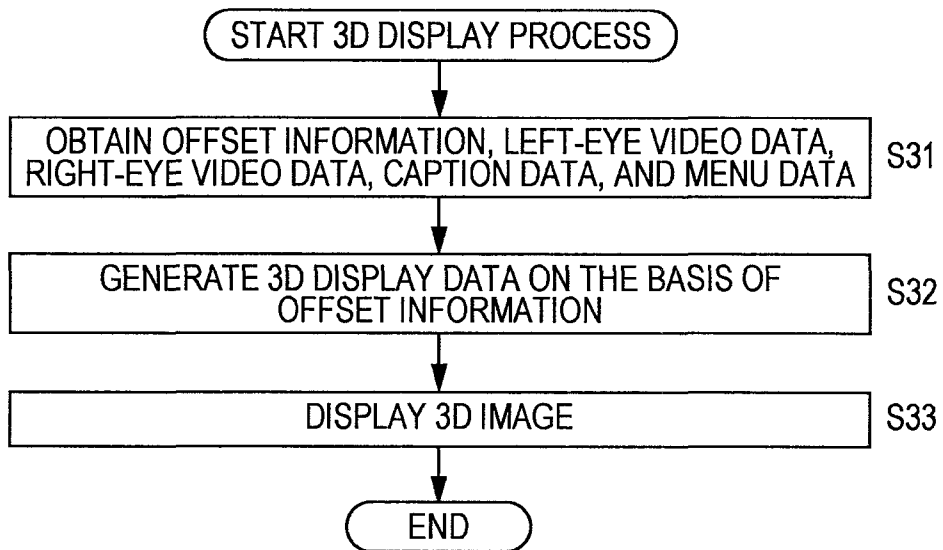 START 3D DISPLAY PROCESS
OBTAIN OFFSET INFORMATION, LEFT-EYE VIDEO DATA,
RIGHT-EYE VIDEO DATA, CAPTION DATA, AND MENU DATA
S31
GENERATE 3D DISPLAY DATA ON THE BASIS OF
OFFSET INFORMATION
S32
DISPLAY 3D IMAGE
S33
END